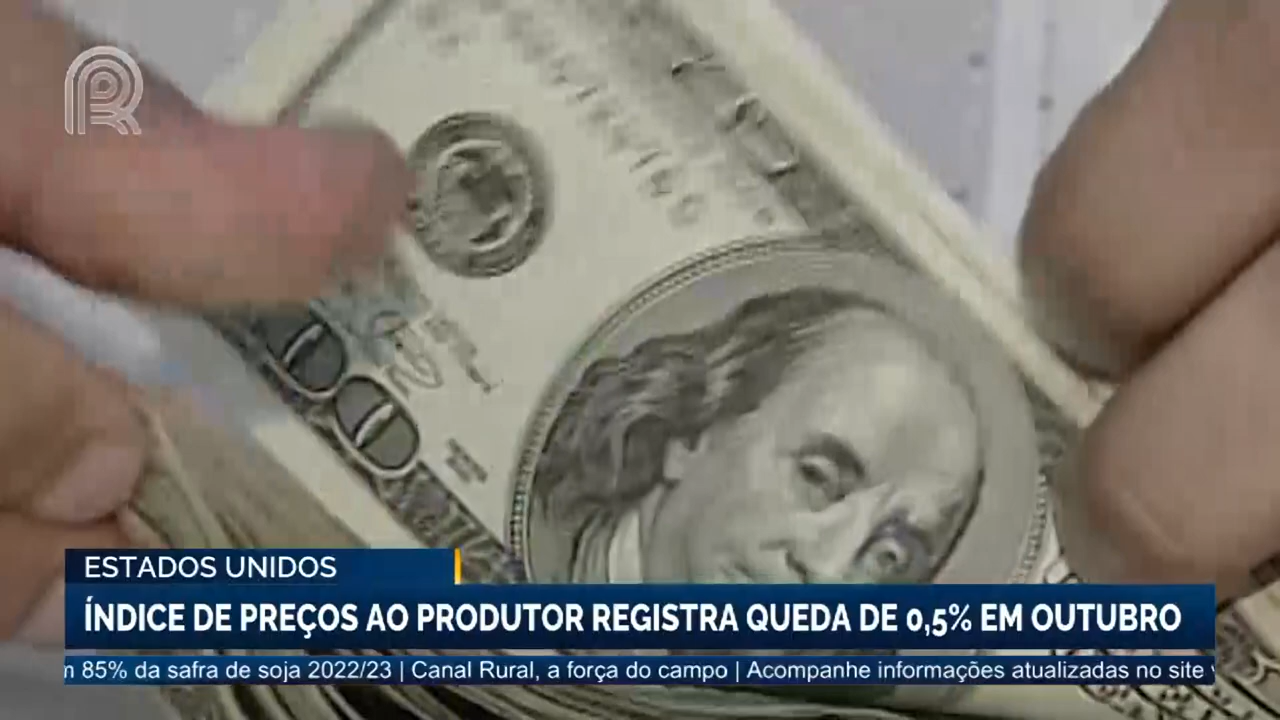 ESTADOS UNIDOS
ÍNDICE DE PREÇOS AO PRODUTOR REGISTRA QUEDA DE 0,5% EM OUTUBRO
85% da safra de soja 2022/23 | Canal Rural, a força do campo | Acompanhe informações atualizadas no site